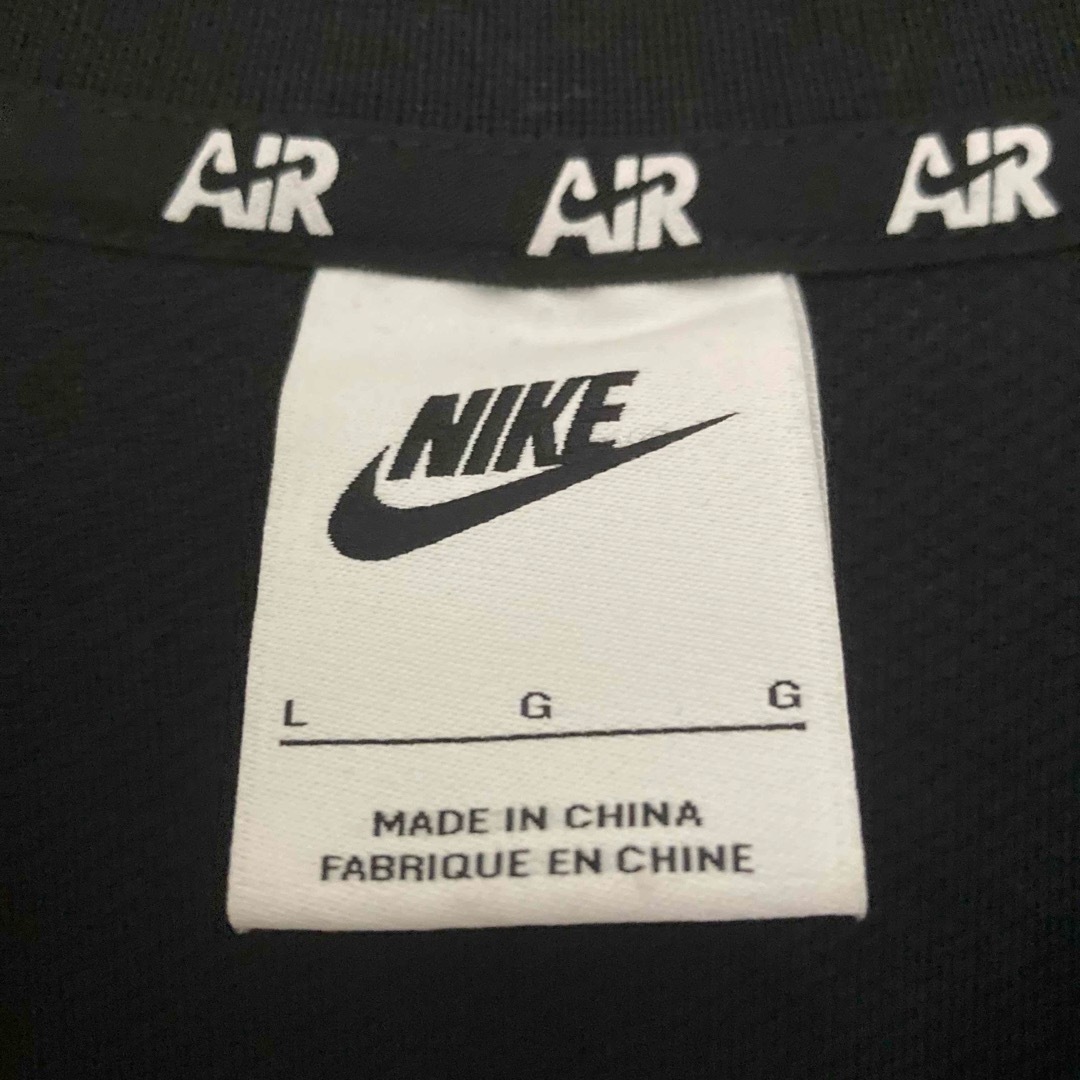 AIR AIR AIR
NIKE
L G G
MADE IN CHINA
FABRIQUE EN CHINE